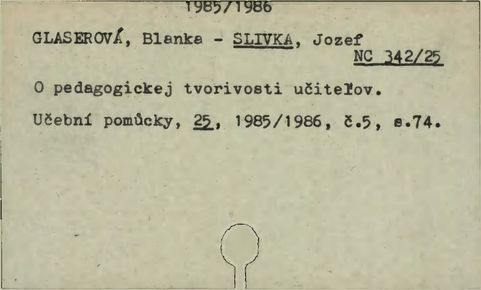 1985/1986
GLASEROVÁ, Blanka - SLIVKA, Jozef
NC 342/25
O pedagogickej tvorivosti učiteľov.
Učební pomůcky, 25, 1985/1986, č.5, s.74.